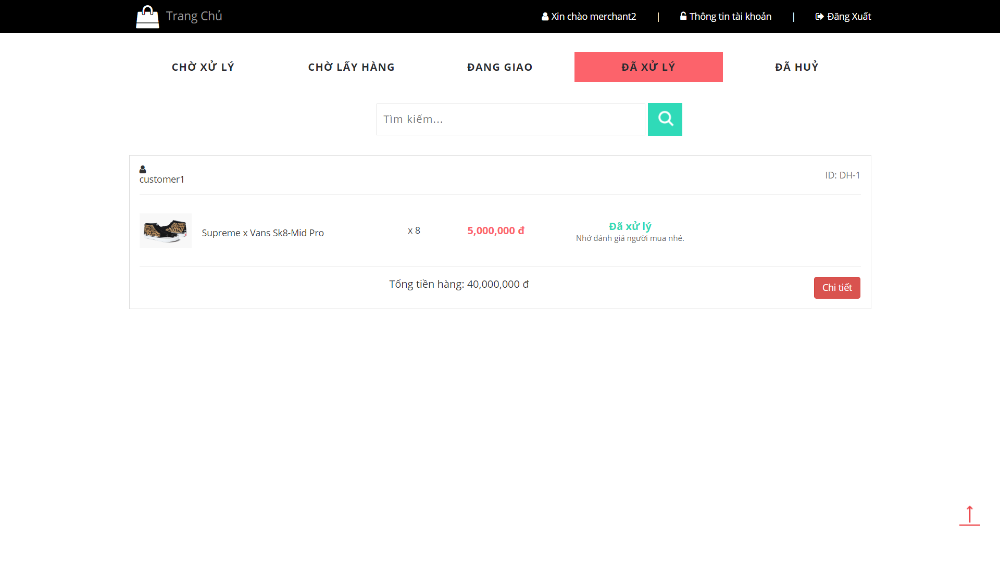 Trang Chủ
Xin chào merchant2 | Thông tin tài khoản | Đăng Xuất
CHỜ XỬ LÝ CHỜ LẤY HÀNG ĐANG GIAO ĐÃ XỬ LÝ ĐÃ HUỶ
Tìm kiếm...
customer1
ID: DH-1
Supreme x Vans Sk8-Mid Pro x 8 5,000,000 đ Đã xử lý
Nhớ đánh giá người mua nhé.
Tổng tiền hàng: 40,000,000 đ
Chi tiết